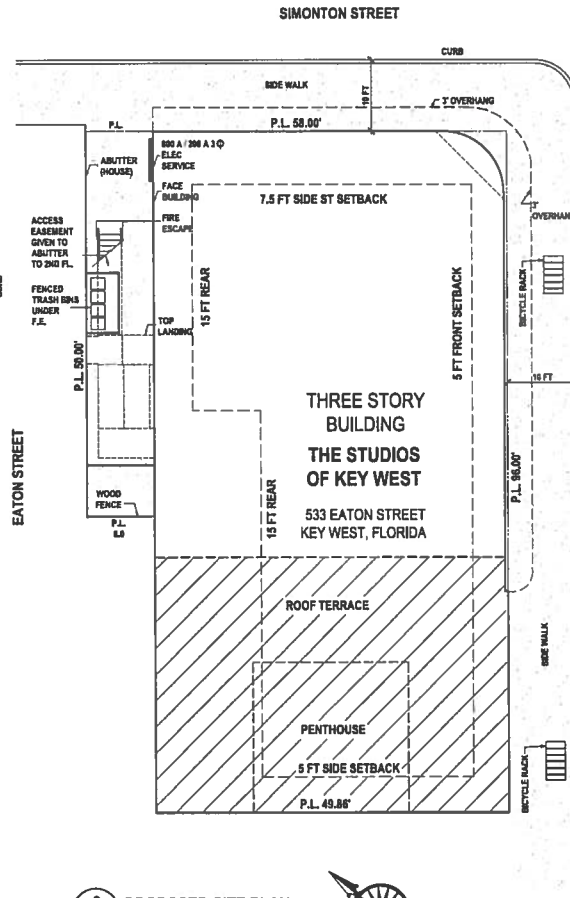 SIMONTON STREET
CURB
SIDE WALK
10 FT
3' OVERHANG
P.L.
P.L. 58.00'
ABUTTER
(HOUSE)
ELEC
SERVICE
FACE
BUILDING
7.5 FT SIDE ST SETBACK
3'
OVERHAN
ACCESS
EASEMENT
GIVEN TO
ABUTTER
TO 2ND FL.
FIRE
ESCAPE
15 FT REAR
5 FT FRONT SETBACK
BICYCLE RACK
FENCED
TRASH BINS
UNDER
F.E.
TOP
LANDING
P.L. 50.00'
10 FT
THREE STORY
BUILDING
THE STUDIOS
OF KEY WEST
533 EATON STREET
KEY WEST, FLORIDA
EATON STREET
15 FT REAR
P.L. 96.00'
WOOD
FENCE
P.L.
ROOF TERRACE
SIDE WALK
PENTHOUSE
5 FT SIDE SETBACK
BICYCLE RACK
P.L. 49.86'